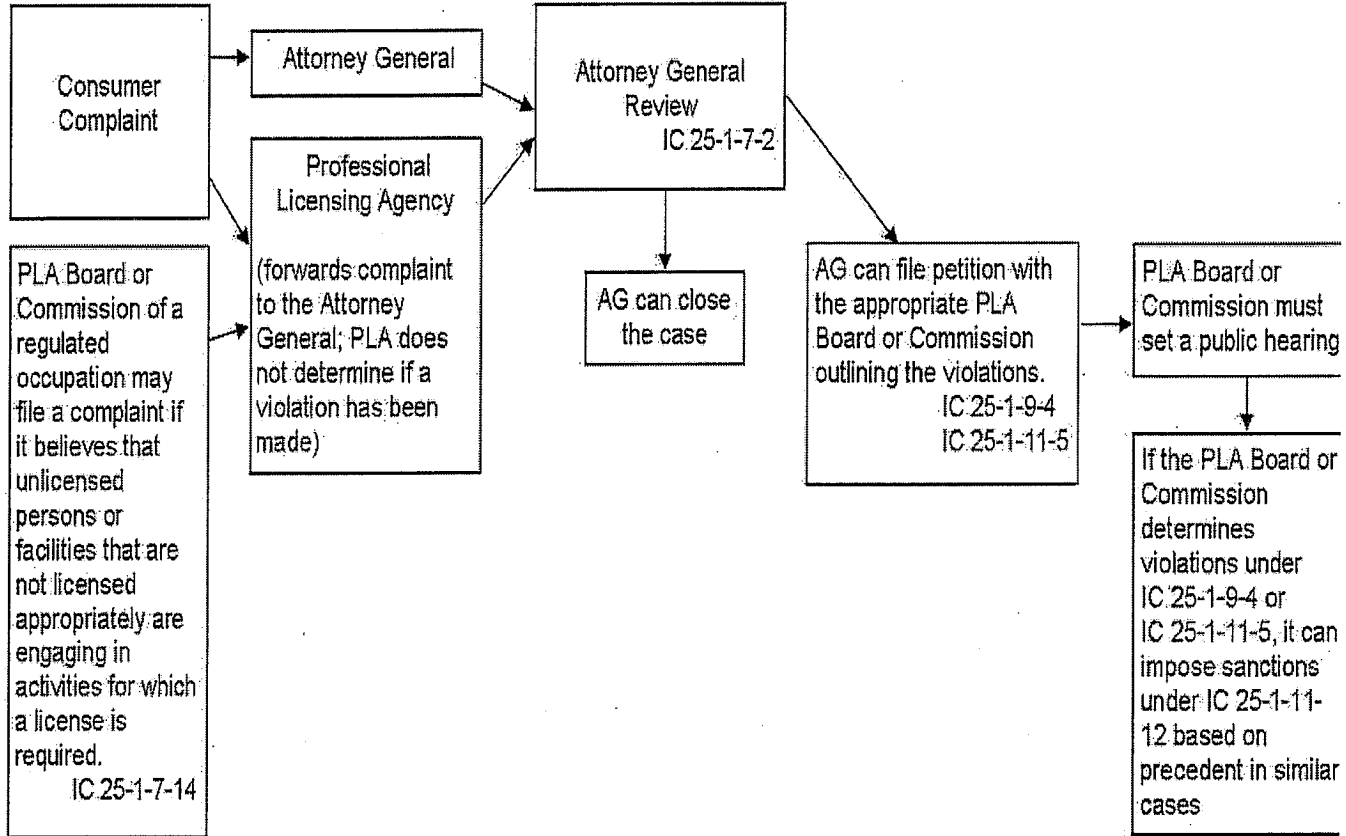 Consumer
Complaint
Attorney General
Attorney General
Review
IC 25-1-7-2
Professional
Licensing Agency
(forwards complaint
to the Attorney
General; PLA does
not determine if a
violation has been
made)
PLA Board or
Commission of a
regulated
occupation may
file a complaint if
it believes that
unlicensed
persons or
facilities that are
not licensed
appropriately are
engaging in
activities for which
a license is
required.
IC 25-1-7-14
AG can close
the case
AG can file petition with
the appropriate PLA
Board or Commission
outlining the violations.
IC 25-1-9-4
IC 25-1-11-5
PLA Board or
Commission must
set a public hearing
If the PLA Board or
Commission
determines
violations under
IC 25-1-9-4 or
IC 25-1-11-5, it can
impose sanctions
under IC 25-1-11-
12 based on
precedent in similar
cases